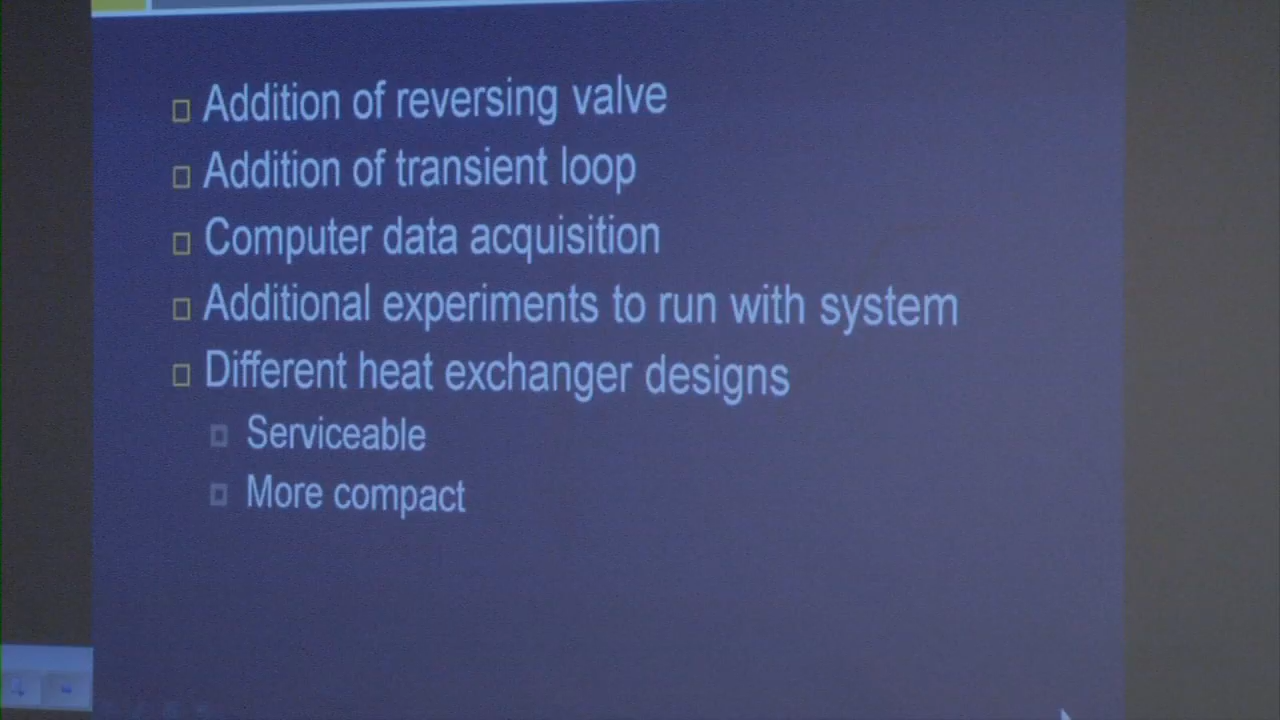 Addition of reversing valve
Addition of transient loop
Computer data acquisition
Additional experiments to run with system
Different heat exchanger designs
Serviceable
More compact